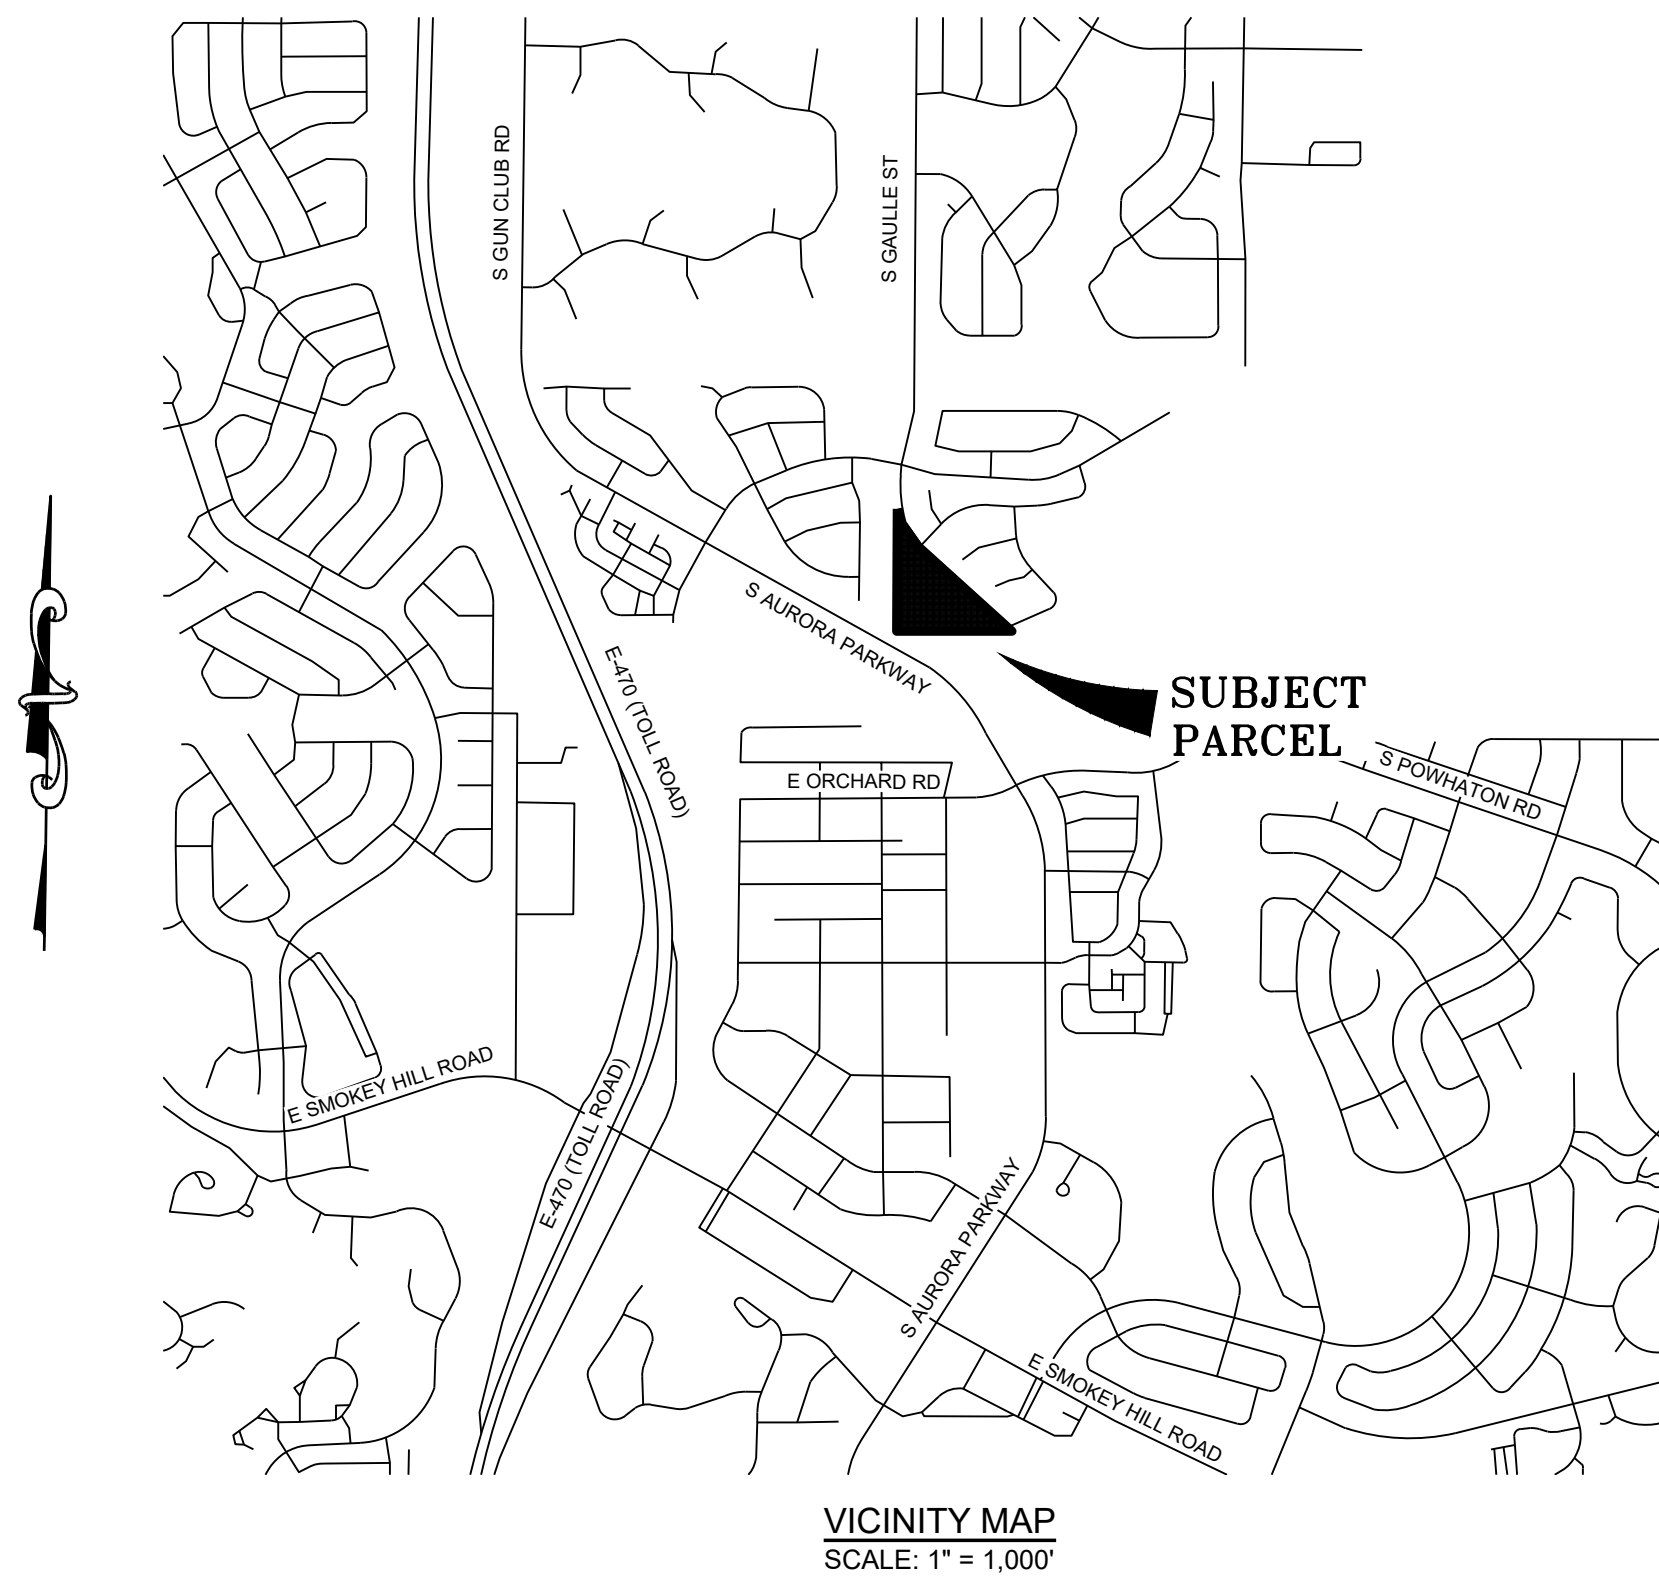 S GUN CLUB RD
S GAULLE ST
S AURORA PARKWAY
E-470 (TOLL ROAD)
SUBJECT
PARCEL
S POWHATON RD
E ORCHARD RD
E SMOKEY HILL ROAD
E-470 (TOLL ROAD)
S AURORA PARKWAY
E SMOKEY HILL ROAD
VICINITY MAP
SCALE: 1" = 1,000'